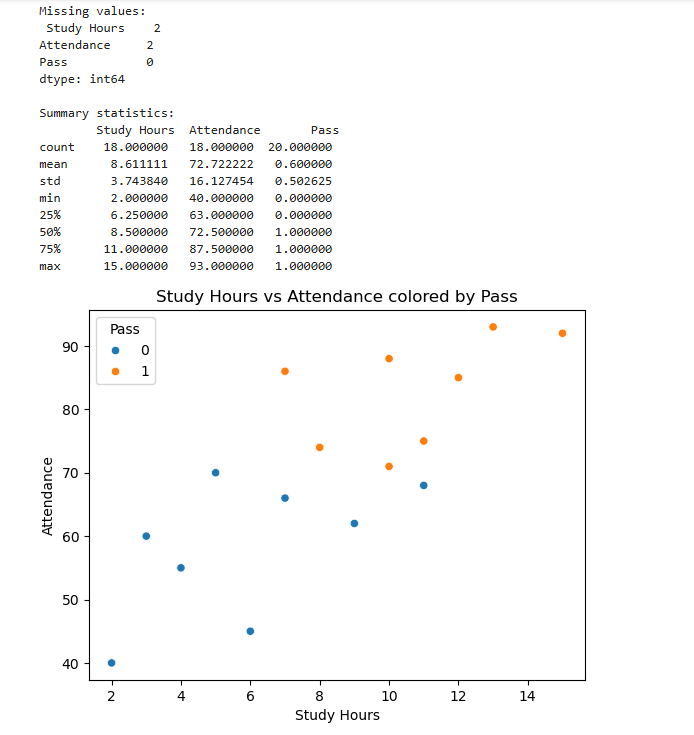 Missing values:
Study Hours    2
Attendance     2
Pass           0
dtype: int64
Summary statistics:
       Study Hours  Attendance       Pass
count    18.000000   18.000000  20.000000
mean      8.611111   72.722222   0.600000
std       3.743840   16.127454   0.502625
min       2.000000   40.000000   0.000000
25%       6.250000   63.000000   0.000000
50%       8.500000   72.500000   1.000000
75%      11.000000   87.500000   1.000000
max      15.000000   93.000000   1.000000
Study Hours vs Attendance colored by Pass
Pass
0
1
90
80
70
60
50
40
Attendance
2 4 6 8 10 12 14
Study Hours